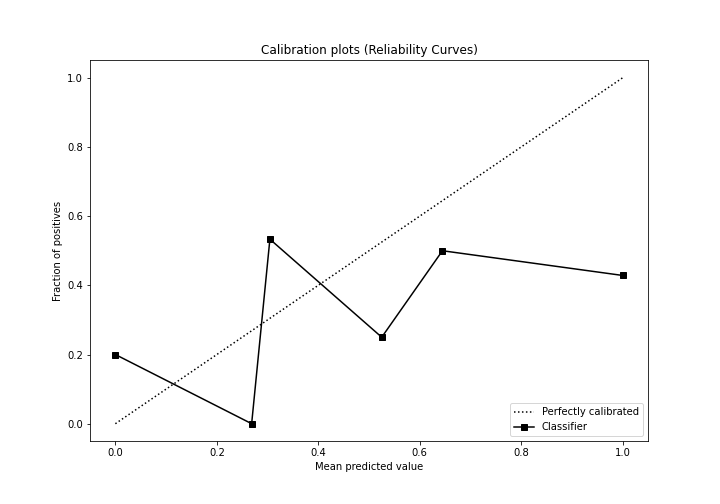 Calibration plots (Reliability Curves)
1.0
0.8
0.6
0.4
0.2
0.0
Fraction of positives
0.0 0.2 0.4 0.6 0.8 1.0
Mean predicted value
Perfectly calibrated
Classifier